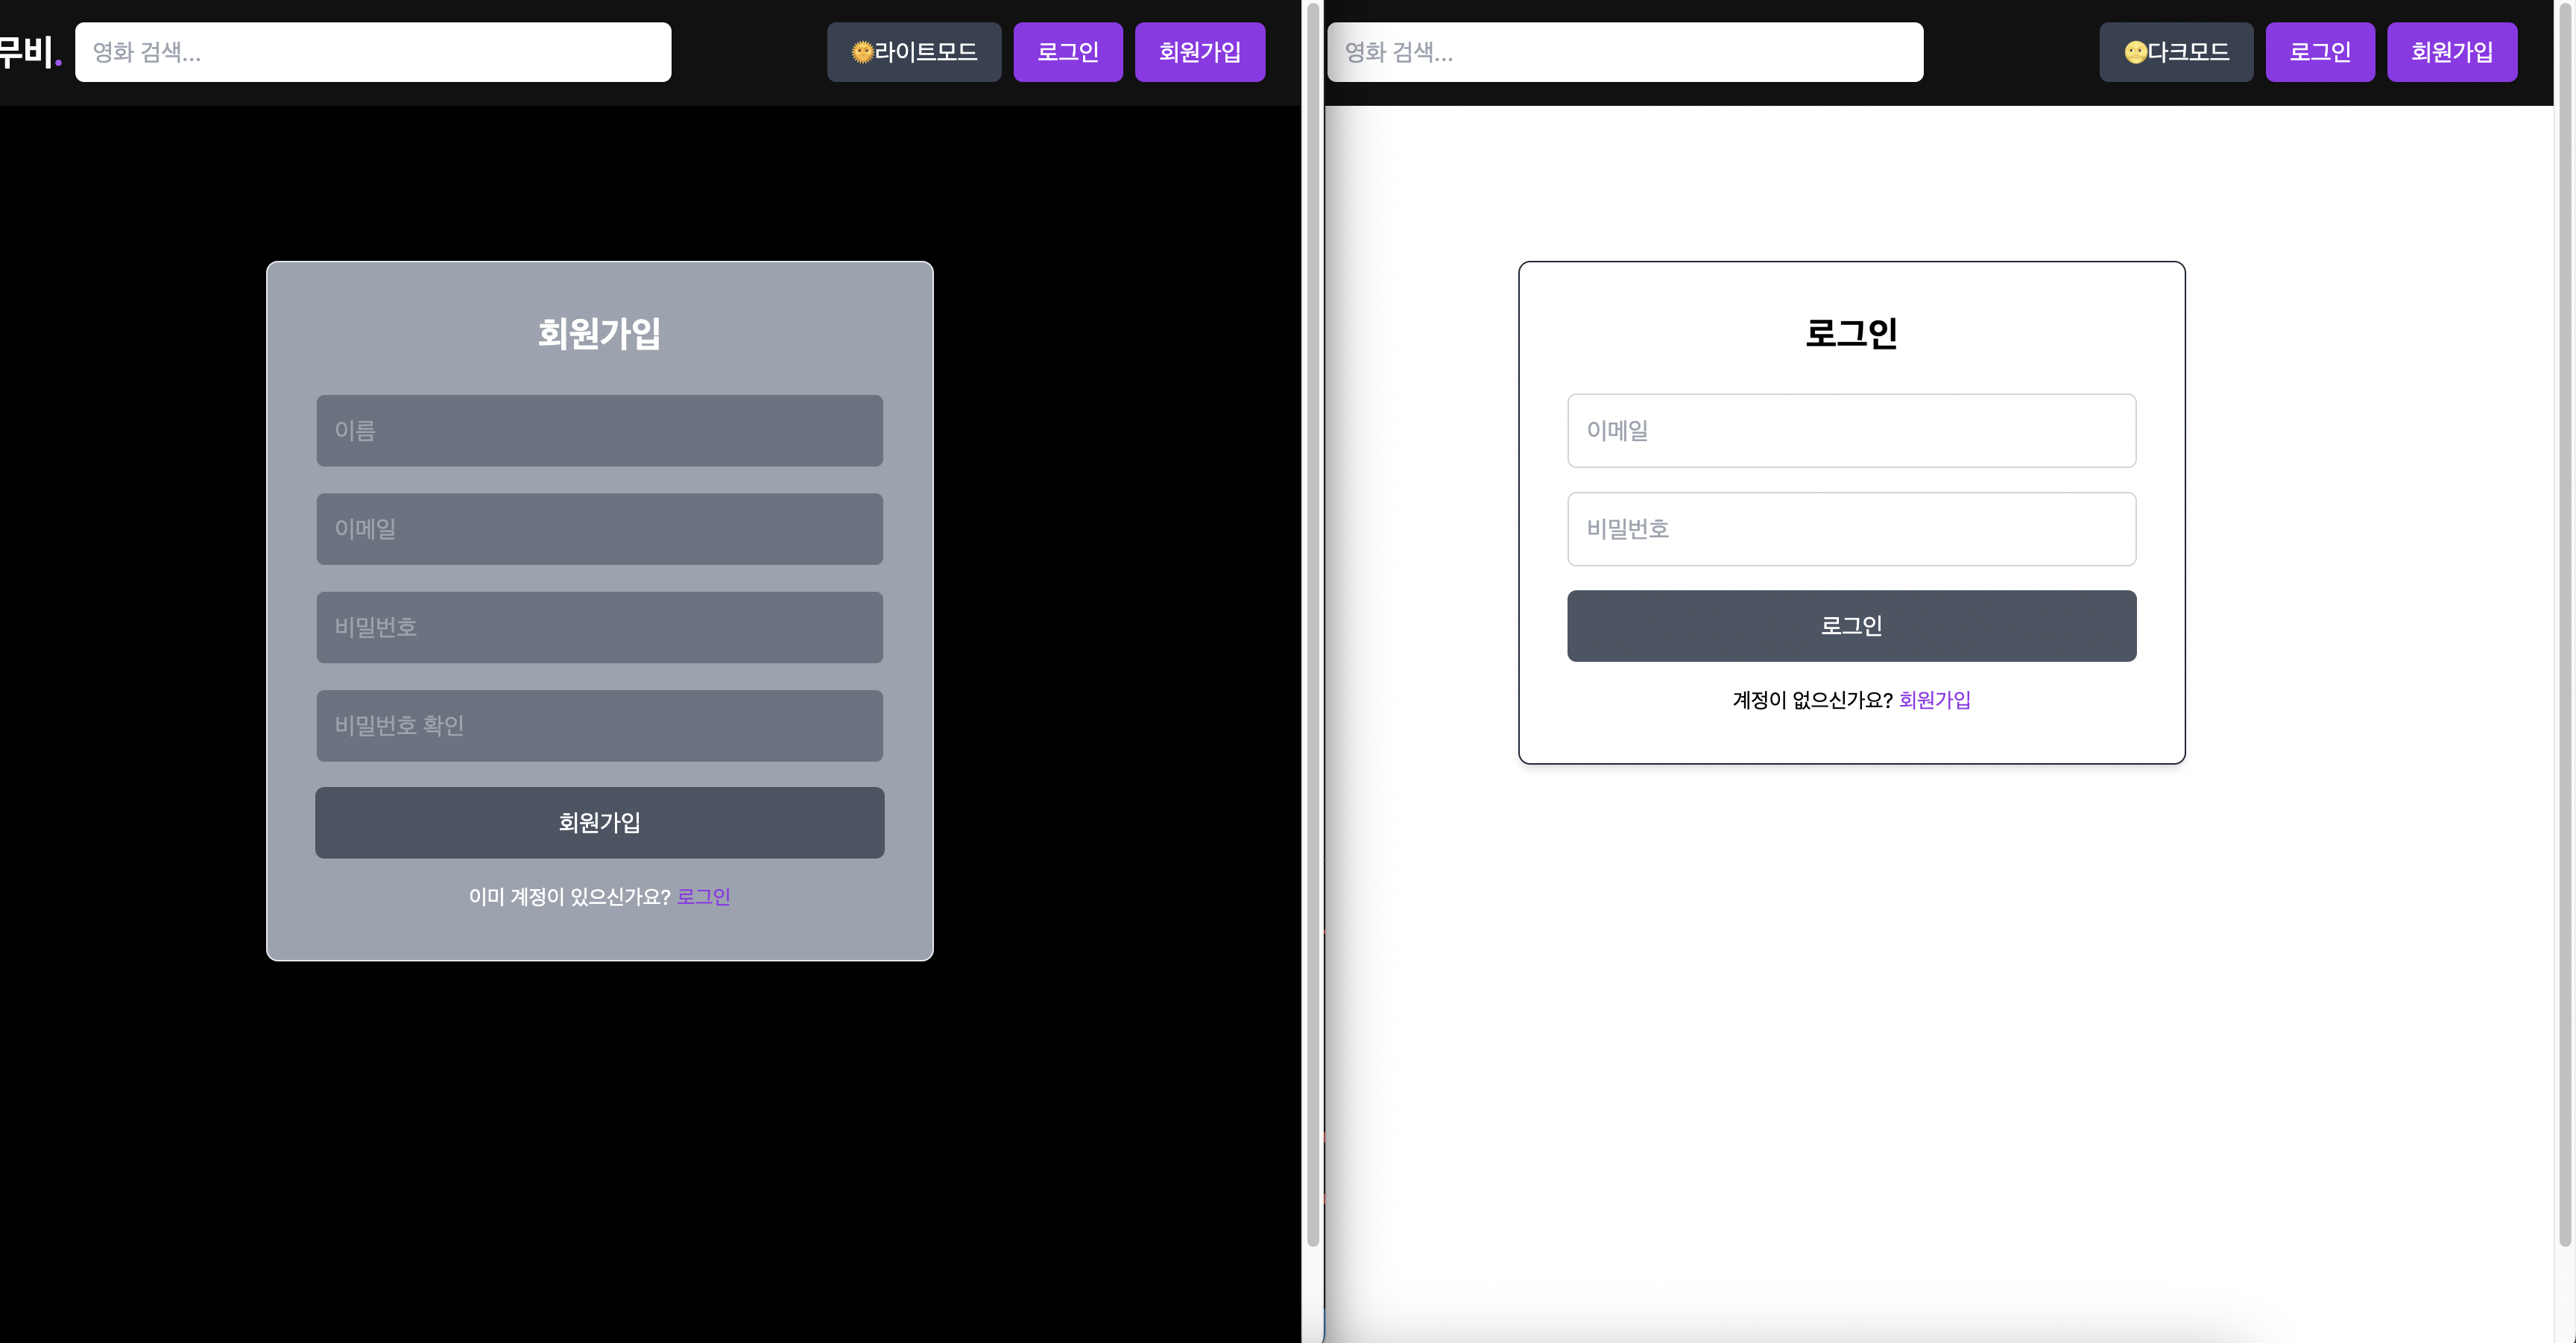 무비.
영화 검색...
🌞라이트모드
로그인
회원가입
회원가입
이름
이메일
비밀번호
비밀번호 확인
회원가입
이미 계정이 있으신가요? 로그인
영화 검색...
🌝다크모드
로그인
회원가입
로그인
이메일
비밀번호
로그인
계정이 없으신가요? 회원가입